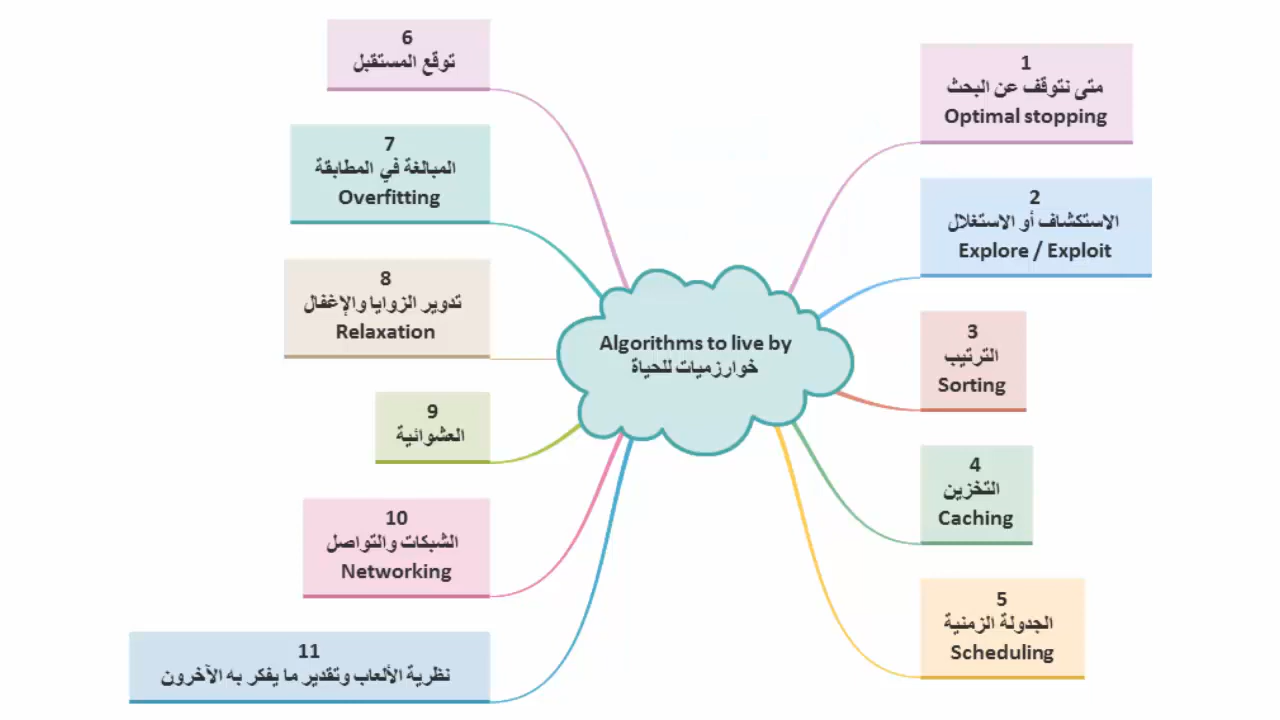 Algorithms to live by
خوارزميات للحياة
1
متى نتوقف عن البحث
Optimal stopping
2
الاستكشاف أو الاستغلال
Explore / Exploit
3
الترتيب
Sorting
4
التخزين
Caching
5
الجدولة الزمنية
Scheduling
6
توقع المستقبل
7
المبالغة في المطابقة
Overfitting
8
تدوير الزوايا والإغفال
Relaxation
9
العشوائية
10
الشبكات والتواصل
Networking
11
نظرية الألعاب وتقدير ما يفكر به الآخرون